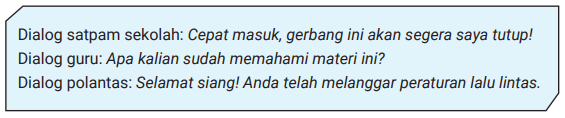 Dialog satpam sekolah: Cepat masuk, gerbang ini akan segera saya tutup!
Dialog guru: Apa kalian sudah memahami materi ini?
Dialog polantas: Selamat siang! Anda telah melanggar peraturan lalu lintas.